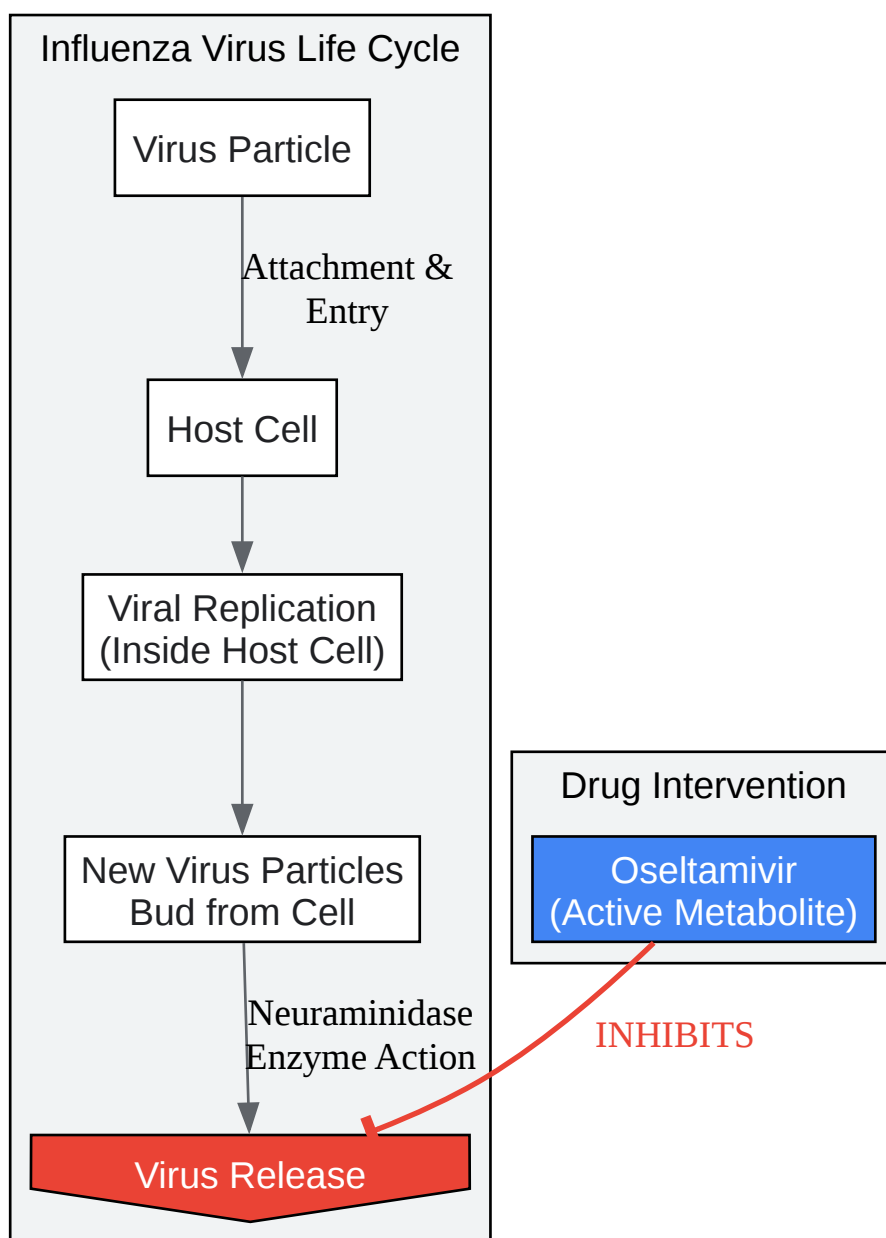 Influenza Virus Life Cycle
Virus Particle
Attachment &
Entry
Host Cell
Viral Replication
(Inside Host Cell)
New Virus Particles
Bud from Cell
Neuraminidase
Enzyme Action
Virus Release
Drug Intervention
Oseltamivir
(Active Metabolite)
INHIBITS